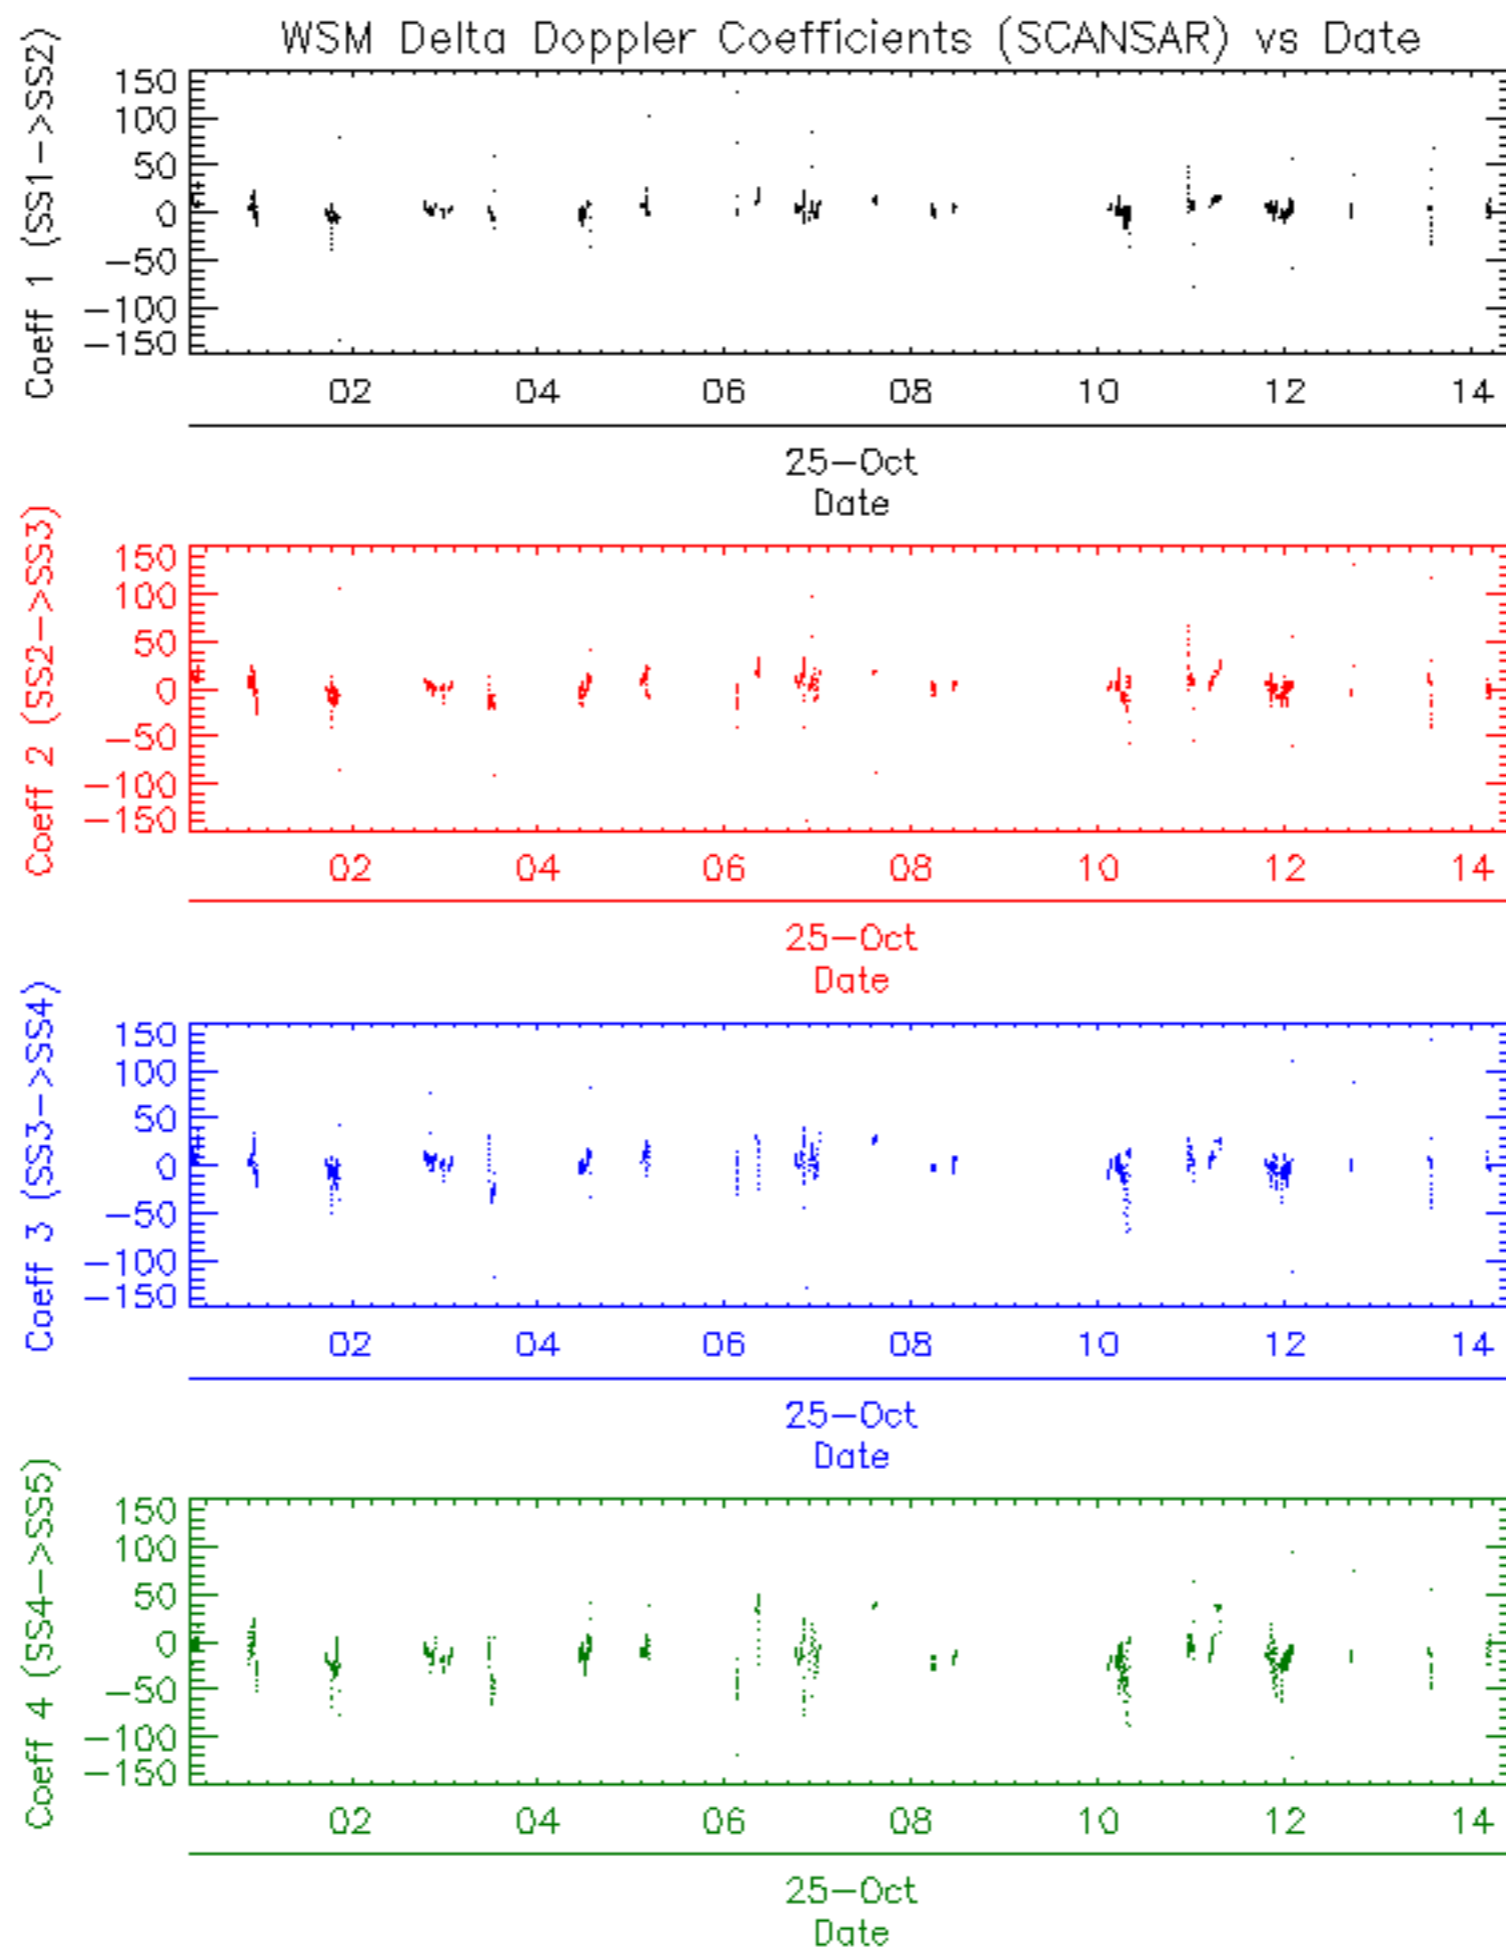 WSM Delta Doppler Coefficients (SCANSAR) vs Date
Coeff 1 (SS1->SS2)
150
100
50
0
-50
-100
-150
02 04 06 08 10 12 14
25-Oct
Date
Coeff 2 (SS2->SS3)
150
100
50
0
-50
-100
-150
02 04 06 08 10 12 14
25-Oct
Date
Coeff 3 (SS3->SS4)
150
100
50
0
-50
-100
-150
02 04 06 08 10 12 14
25-Oct
Date
Coeff 4 (SS4->SS5)
150
100
50
0
-50
-100
-150
02 04 06 08 10 12 14
25-Oct
Date